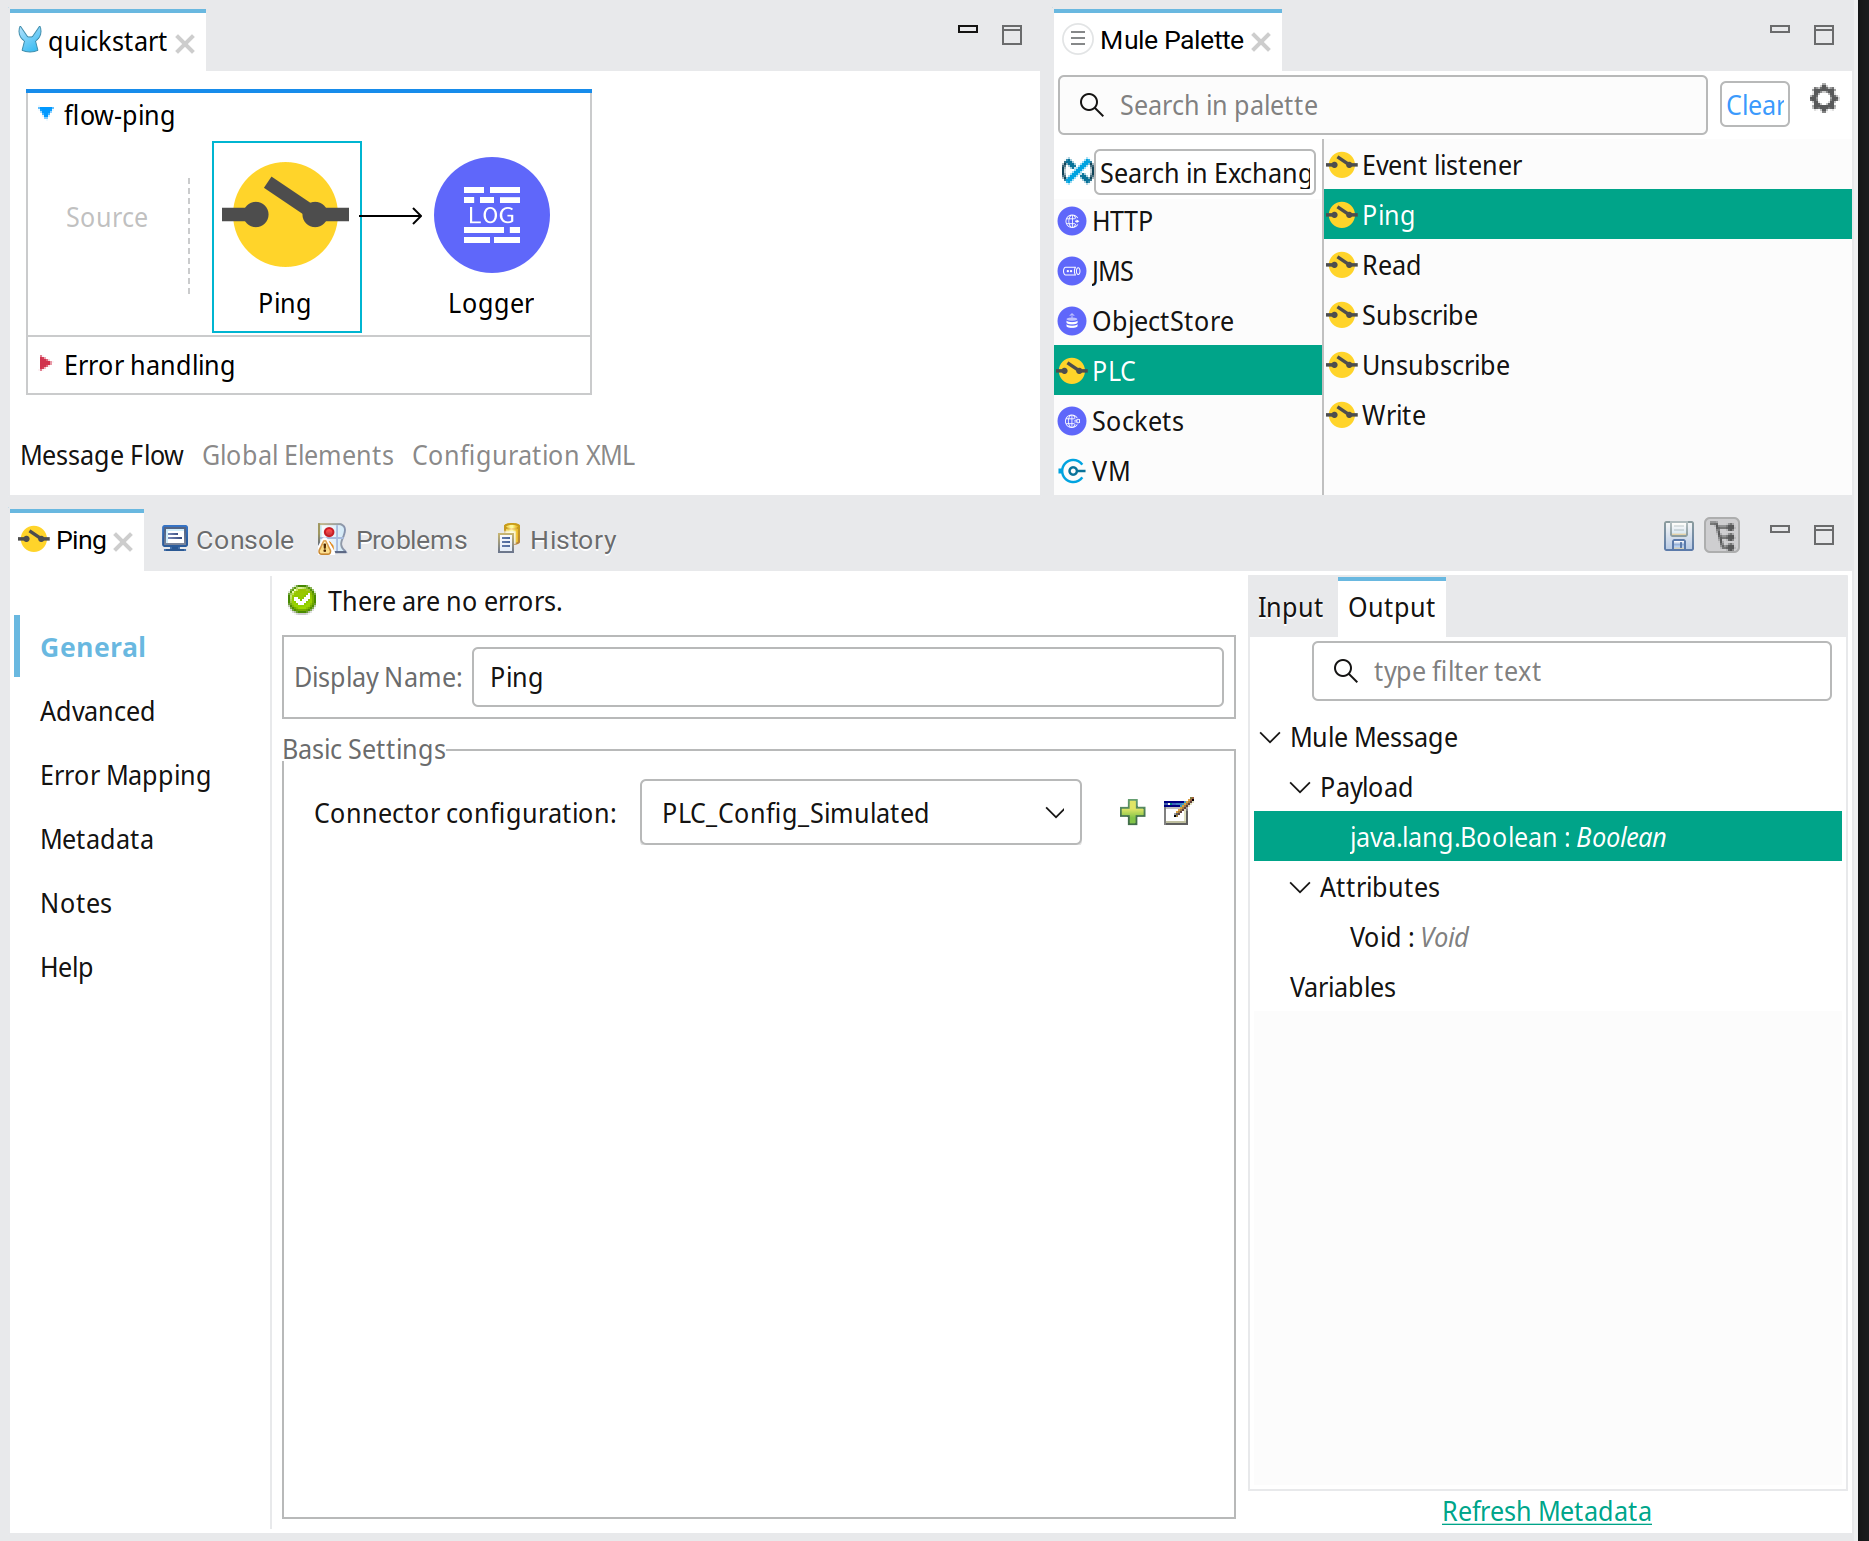 quickstart
flow-ping
Source
LOG
Ping
Logger
Error handling
Message Flow Global Elements Configuration XML
Mule Palette
Search in palette
Clear
Search in Exchang
HTTP
JMS
ObjectStore
PLC
Sockets
VM
Event listener
Ping
Read
Subscribe
Unsubscribe
Write
Ping Console Problems History
General
Advanced
Error Mapping
Metadata
Notes
Help
There are no errors.
Display Name: Ping
Basic Settings
Connector configuration: PLC_Config_Simulated
Input Output
type filter text
Mule Message
Payload
java.lang.Boolean : Boolean
Attributes
Void : Void
Variables
Refresh Metadata